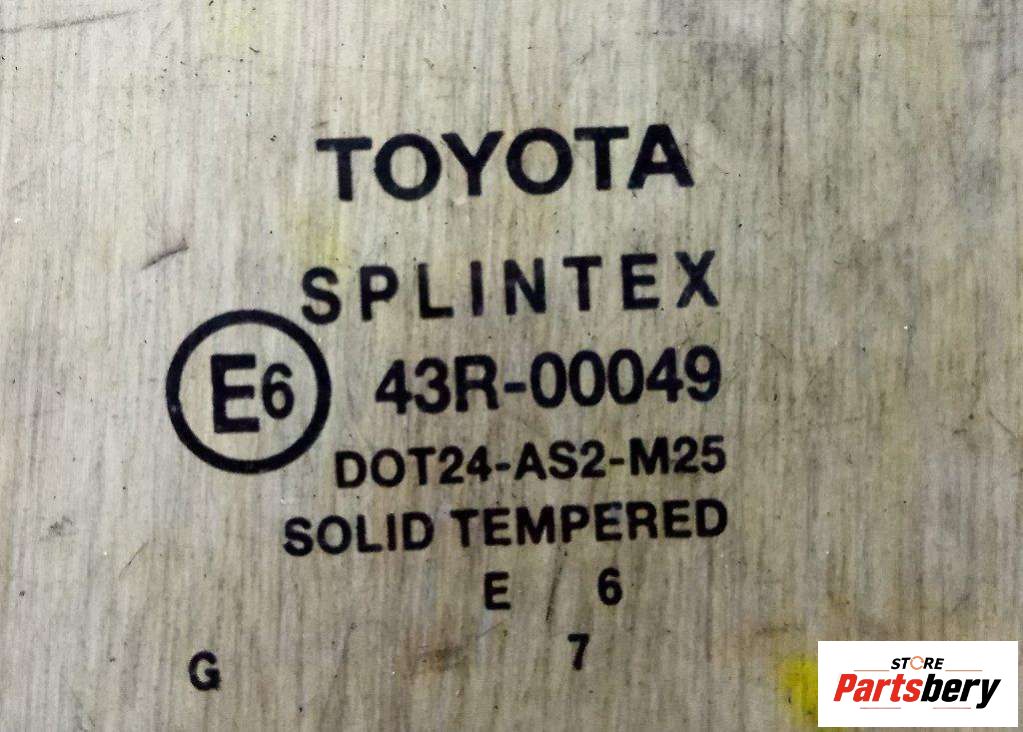 TOYOTA
SPLINTEX
E6 43R-00049
DOT24-AS2-M25
SOLID TEMPERED
E 6
G 7
STORE
Partsbery